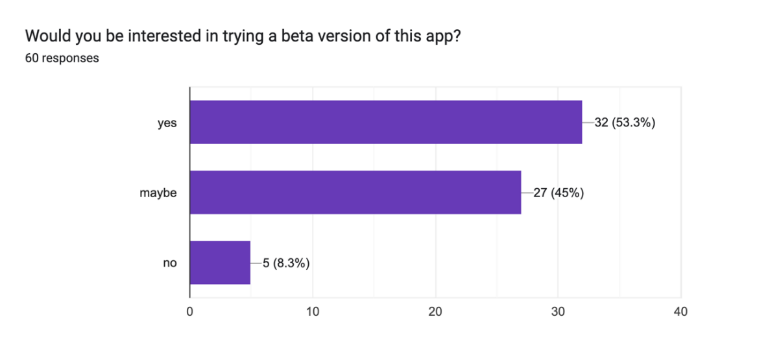 Would you be interested in trying a beta version of this app?
60 responses
yes
32 (53.3%)
maybe
27 (45%)
no
5 (8.3%)
0 10 20 30 40